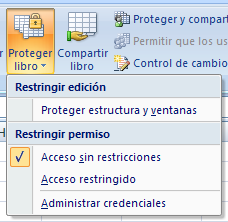 Proteger
libro
Compartir
libro
Proteger y compart
Permitir que los us
Control de cambio
Restringir edición
Proteger estructura y ventanas
Restringir permiso
Acceso sin restricciones
Acceso restringido
Administrar credenciales